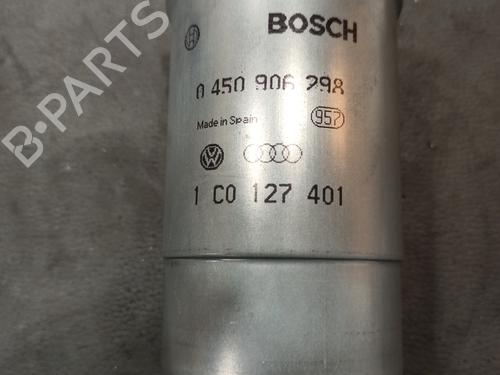 BOSCH
0 450 906 298
Made in Spain 957
1 C0 127 401
B-PARTS